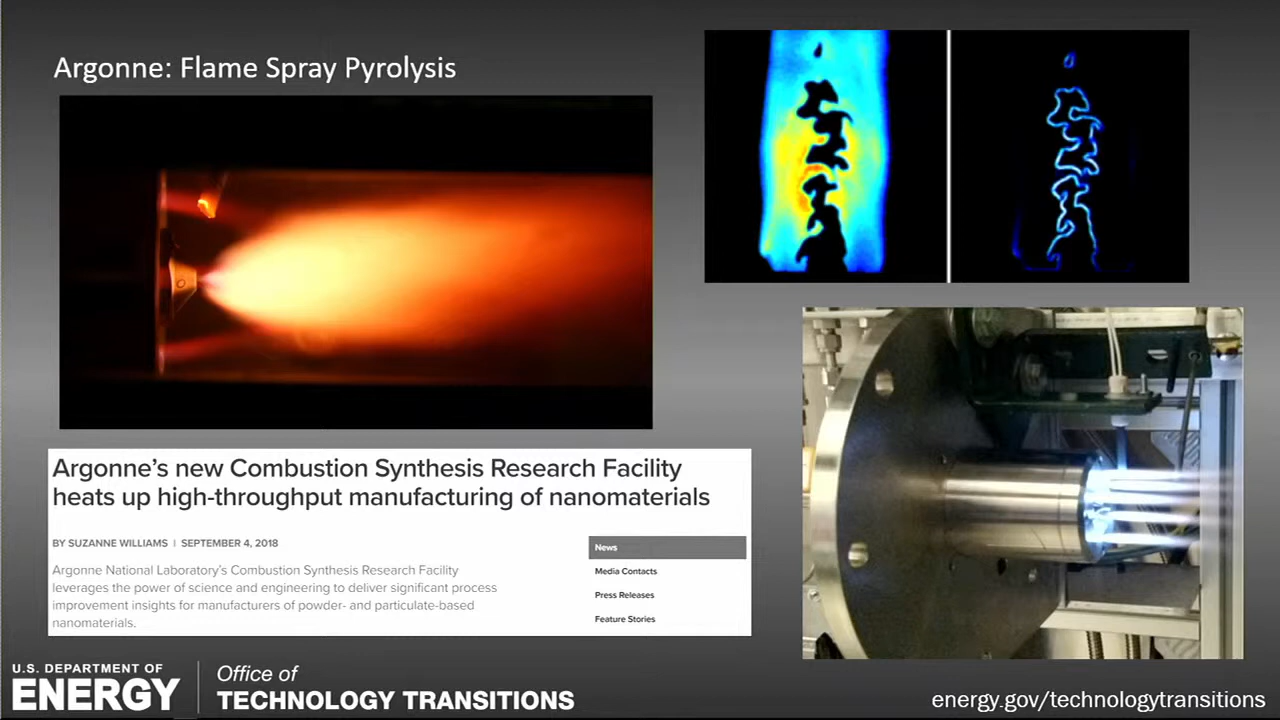 Argonne: Flame Spray Pyrolysis
Argonne's new Combustion Synthesis Research Facility
heats up high-throughput manufacturing of nanomaterials
BY SUZANNE WILLIAMS | SEPTEMBER 4, 2018
Argonne National Laboratory's Combustion Synthesis Research Facility
leverages the power of science and engineering to deliver significant process
improvement insights for manufacturers of powder- and particulate-based
nanomaterials.
News
Media Contacts
Press Releases
Feature Stories
U.S. DEPARTMENT OF
ENERGY
Office of
TECHNOLOGY TRANSITIONS
energy.gov/technologytransitions